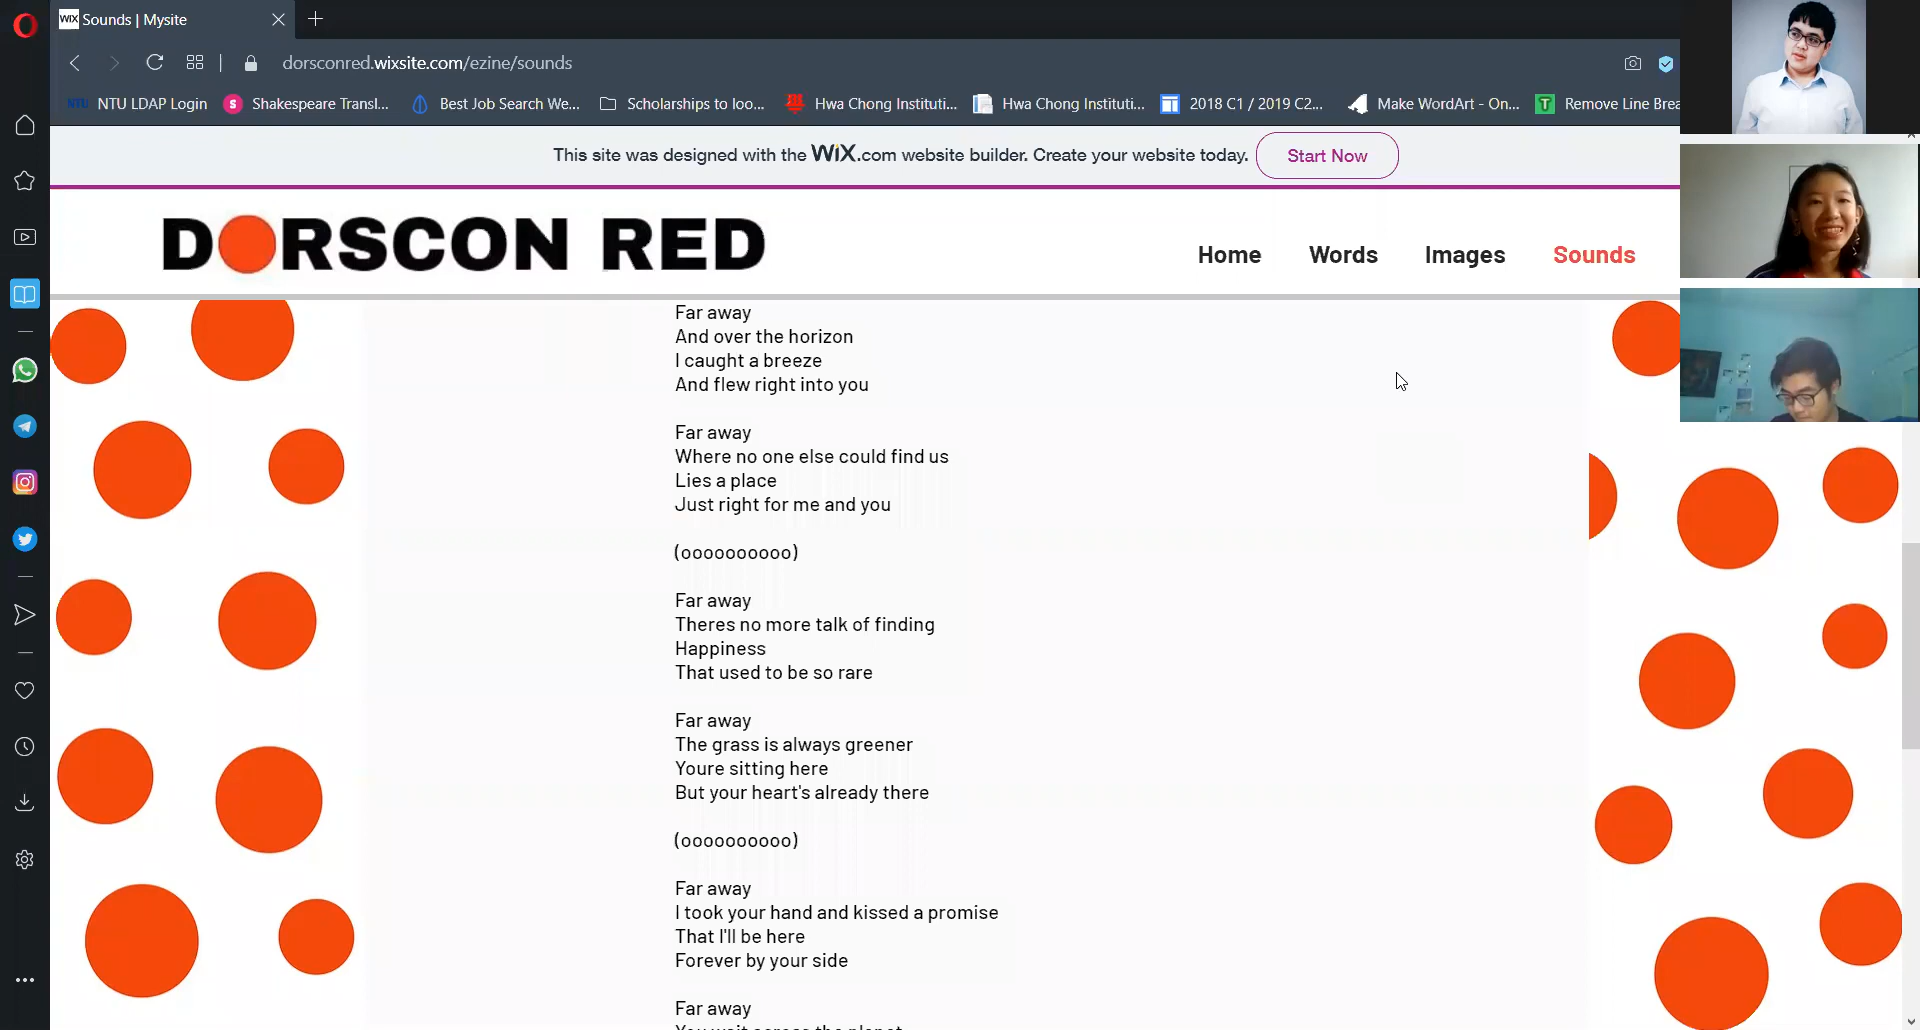 Sounds | Mysite
dorsconred.wixsite.com/ezine/sounds
NTU LDAP Login
Shakespeare Transl...
Best Job Search We...
Scholarships to loo...
Hwa Chong Instituti...
Hwa Chong Instituti...
2018 C1 / 2019 C2...
Make WordArt - On...
Remove Line Brea
This site was designed with the WiX.com website builder. Create your website today.
Start Now
DORSCON RED
Home
Words
Images
Sounds
Far away
And over the horizon
I caught a breeze
And flew right into you
Far away
Where no one else could find us
Lies a place
Just right for me and you
(oooooooooo)
Far away
Theres no more talk of finding
Happiness
That used to be so rare
Far away
The grass is always greener
Youre sitting here
But your heart's already there
(oooooooooo)
Far away
I took your hand and kissed a promise
That I'll be here
Forever by your side
Far away
You wait across the planet